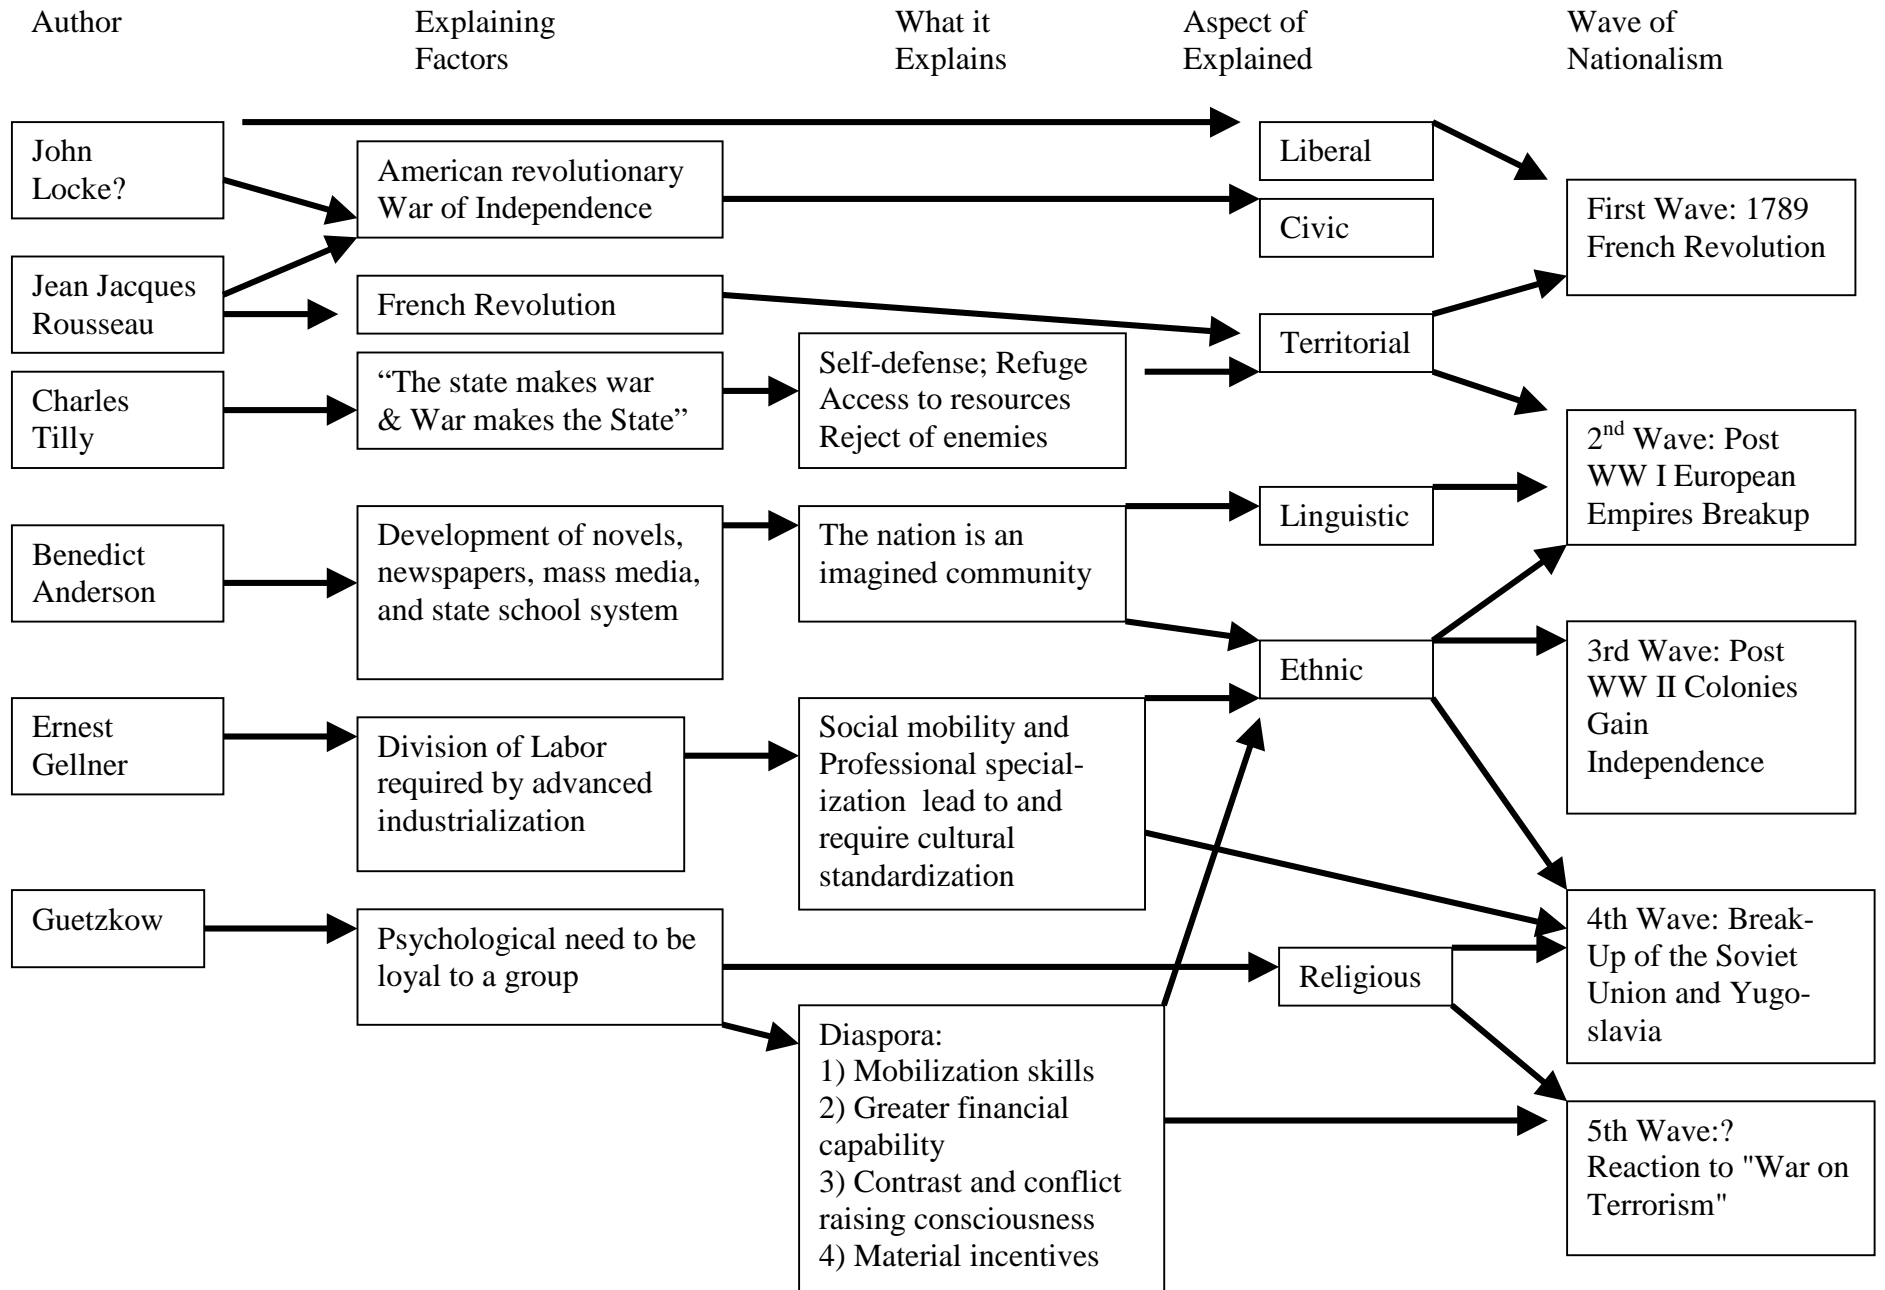 Author
Explaining
Factors
What it
Explains
Aspect of
Explained
Wave of
Nationalism
John
Locke?
Jean Jacques
Rousseau
Charles
Tilly
Benedict
Anderson
Ernest
Gellner
Guetzkow
American revolutionary
War of Independence
French Revolution
“The state makes war
& War makes the State”
Development of novels,
newspapers, mass media,
and state school system
Division of Labor
required by advanced
industrialization
Psychological need to be
loyal to a group
Self-defense; Refuge
Access to resources
Reject of enemies
The nation is an
imagined community
Social mobility and
Professional special-
ization lead to and
require cultural
standardization
Diaspora:
1) Mobilization skills
2) Greater financial
capability
3) Contrast and conflict
raising consciousness
4) Material incentives
Liberal
Civic
Territorial
Linguistic
Ethnic
Religious
First Wave: 1789
French Revolution
2nd Wave: Post
WW I European
Empires Breakup
3rd Wave: Post
WW II Colonies
Gain
Independence
4th Wave: Break-
Up of the Soviet
Union and Yugo-
slavia
5th Wave:?
Reaction to "War on
Terrorism"